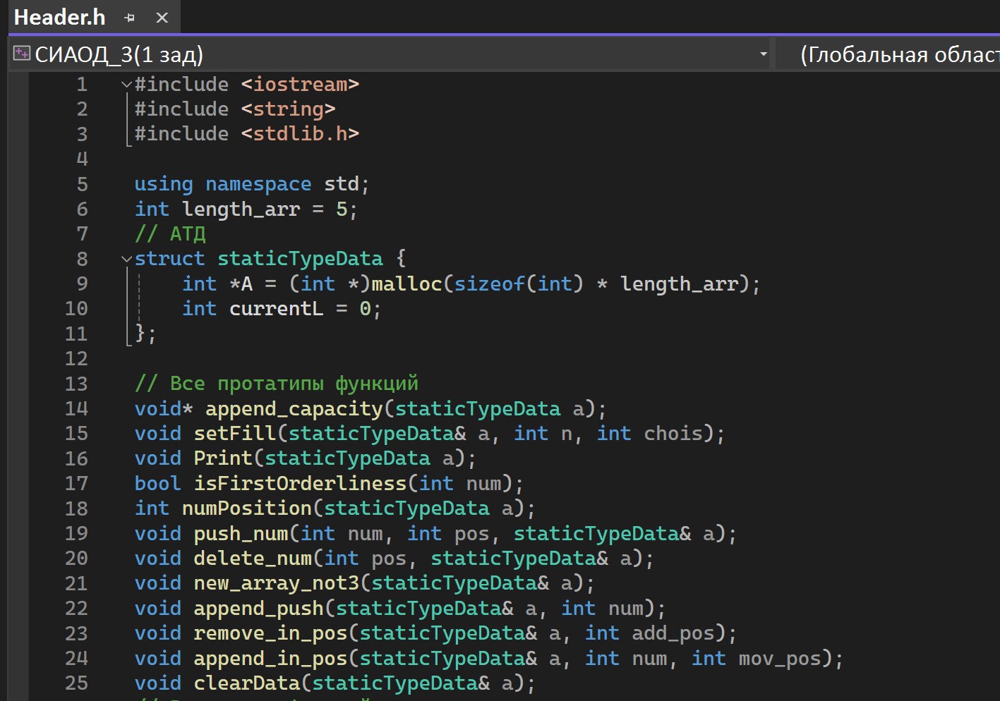 Header.h
СИАОД_3(1 зад) (Глобальная област
1 #include <iostream>
2 #include <string>
3 #include <stdlib.h>
4
5 using namespace std;
6 int length_arr = 5;
7 // АТД
8 struct staticTypeData {
9 int *A = (int *)malloc(sizeof(int) * length_arr);
10 int currentL = 0;
11 };
12
13 // Все протатипы функций
14 void* append_capacity(staticTypeData a);
15 void setFill(staticTypeData& a, int n, int chois);
16 void Print(staticTypeData a);
17 bool isFirstOrderliness(int num);
18 int numPosition(staticTypeData a);
19 void push_num(int num, int pos, staticTypeData& a);
20 void delete_num(int pos, staticTypeData& a);
21 void new_array_not3(staticTypeData& a);
22 void append_push(staticTypeData& a, int num);
23 void remove_in_pos(staticTypeData& a, int add_pos);
24 void append_in_pos(staticTypeData& a, int num, int mov_pos);
25 void clearData(staticTypeData& a);